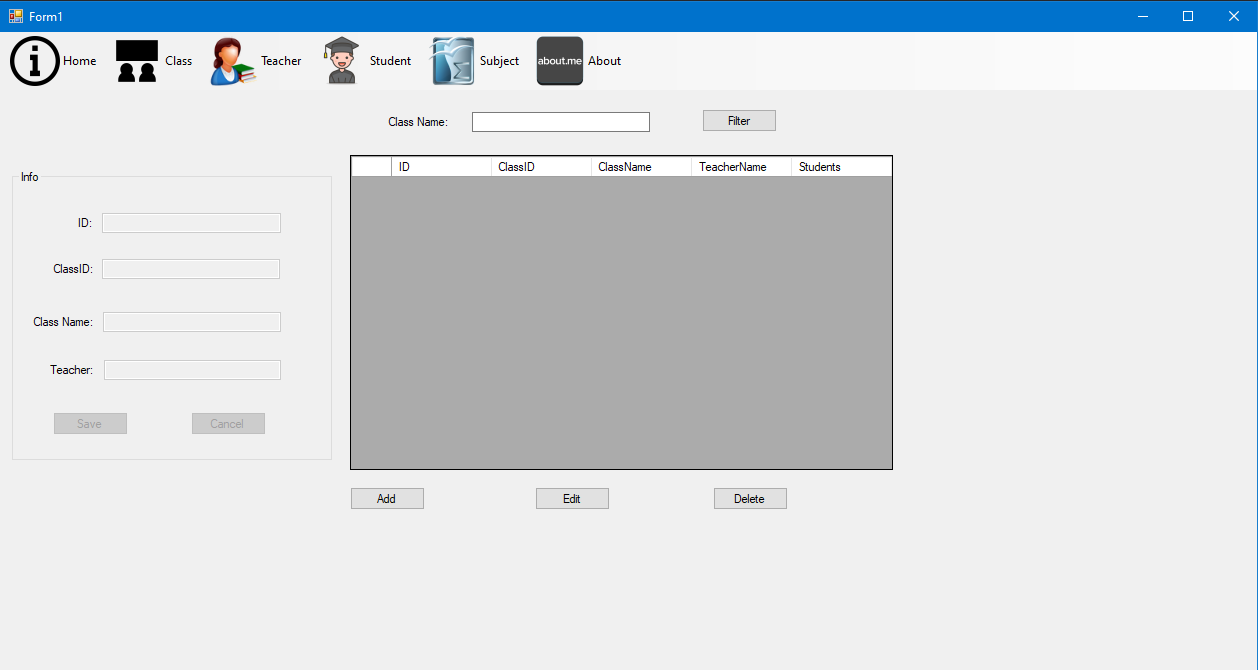 Form1
Home Class Teacher Student Subject about.me About
Class Name: Filter
ID ClassID ClassName TeacherName Students
Info
ID:
ClassID:
Class Name:
Teacher:
Save Cancel
Add Edit Delete